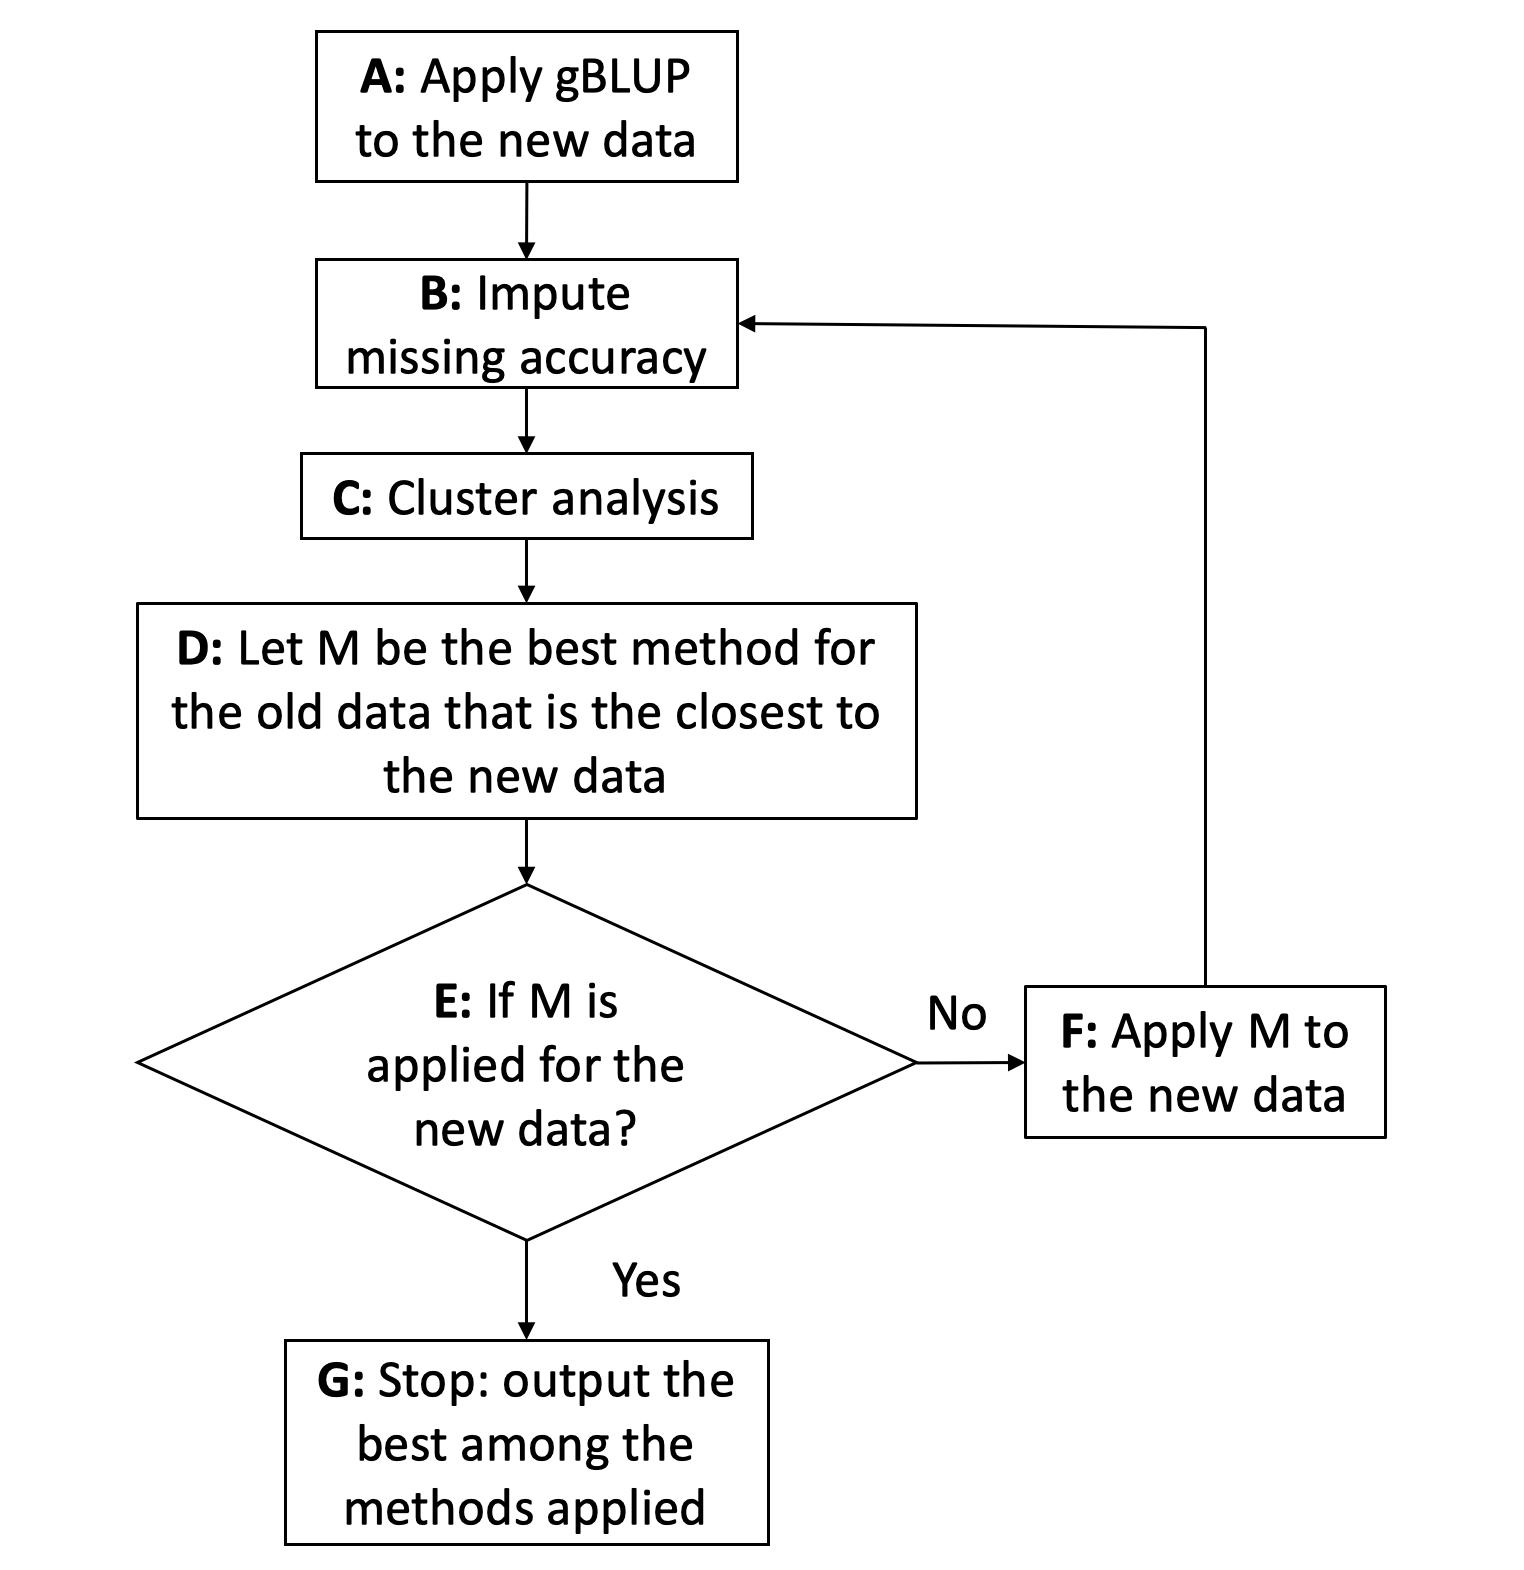 A: Apply gBLUP
to the new data
B: Impute
missing accuracy
C: Cluster analysis
D: Let M be the best method for
the old data that is the closest to
the new data
E: If M is
applied for the
new data?
No
F: Apply M to
the new data
Yes
G: Stop: output the
best among the
methods applied